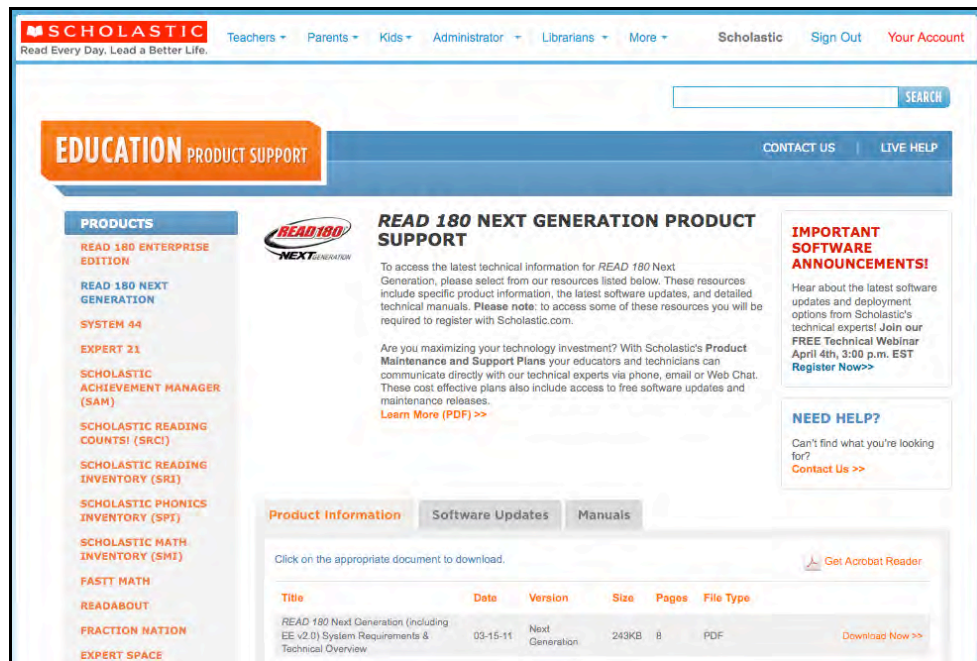 SCHOLASTIC
Read Every Day. Lead a Better Life.
Teachers Parents Kids Administrator Librarians More Scholastic Sign Out Your Account
SEARCH
EDUCATION PRODUCT SUPPORT
CONTACT US | LIVE HELP
PRODUCTS
READ 180 ENTERPRISE
EDITION
READ 180 NEXT
GENERATION
SYSTEM 44
EXPERT 21
SCHOLASTIC
ACHIEVEMENT MANAGER
(SAM)
SCHOLASTIC READING
COUNTS! (SRC!)
SCHOLASTIC READING
INVENTORY (SRI)
SCHOLASTIC PHONICS
INVENTORY (SPI)
SCHOLASTIC MATH
INVENTORY (SMI)
FASTT MATH
READABOUT
FRACTION NATION
EXPERT SPACE
READ 180
NEXT GENERATION
READ 180 NEXT GENERATION PRODUCT
SUPPORT
To access the latest technical information for READ 180 Next
Generation, please select from our resources listed below. These resources
include specific product information, the latest software updates, and detailed
technical manuals. Please note: to access some of these resources you will be
required to register with Scholastic.com.
Are you maximizing your technology investment? With Scholastic's Product
Maintenance and Support Plans your educators and technicians can
communicate directly with our technical experts via phone, email or Web Chat.
These cost effective plans also include access to free software updates and
maintenance releases.
Learn More (PDF) >>
IMPORTANT
SOFTWARE
ANNOUNCEMENTS!
Hear about the latest software
updates and deployment
options from Scholastic's
technical experts! Join our
FREE Technical Webinar
April 4th, 3:00 p.m. EST
Register Now>>
NEED HELP?
Can't find what you're looking
for?
Contact Us >>
Product Information Software Updates Manuals
Click on the appropriate document to download.
Get Acrobat Reader
Title Date Version Size Pages File Type
READ 180 Next Generation (including
EE v2.0) System Requirements &
Technical Overview
03-15-11
Next
Generation
243KB 8 PDF Download Now >>